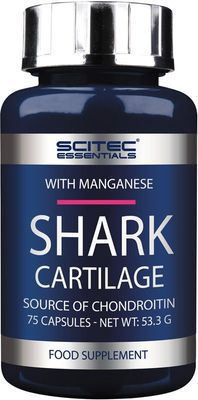 SCITEC
ESSENTIALS
WITH MANGANESE
SHARK
CARTILAGE
SOURCE OF CHONDROITIN
75 CAPSULES - NET WT: 53.3 G
FOOD SUPPLEMENT